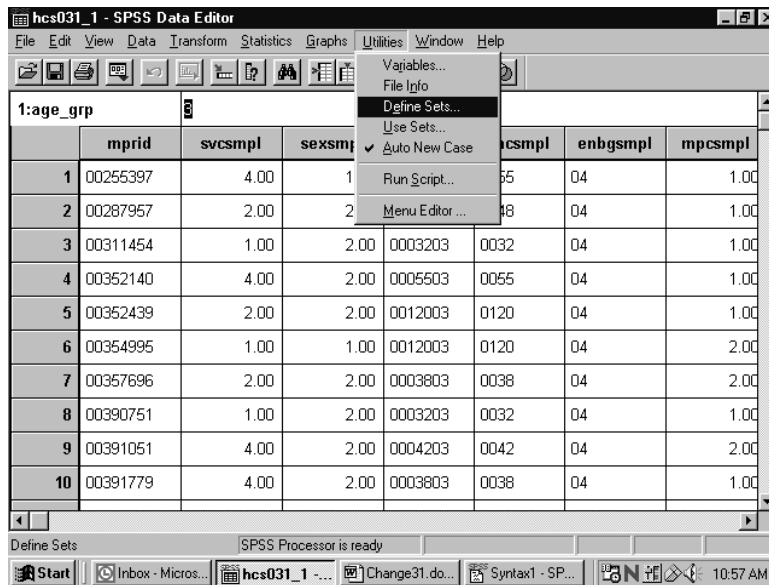 hcs031_1 - SPSS Data Editor
File Edit View Data Transform Statistics Graphs Utilities Window Help
Variables...
File Info
Define Sets...
Use Sets...
✓ Auto New Case
Run Script...
Menu Editor ...
1:age_grp 3
mprid svcsmpl sexsmp csmpl enbgsmpl mpcsmpl
1 00255397 4.00 1 55 04 1.00
2 00287957 2.00 2 48 04 1.00
3 00311454 1.00 2.00 0003203 0032 04 1.00
4 00352140 4.00 2.00 0005503 0055 04 1.00
5 00352439 2.00 2.00 0012003 0120 04 1.00
6 00354995 1.00 1.00 0012003 0120 04 2.00
7 00357696 2.00 2.00 0003803 0038 04 2.00
8 00390751 1.00 2.00 0003203 0032 04 1.00
9 00391051 4.00 2.00 0004203 0042 04 2.00
10 00391779 4.00 2.00 0003803 0038 04 1.00
Define Sets SPSS Processor is ready
Start Inbox - Micros... hcs031_1 -... Change31.do... Syntax1 - SP... 10:57 AM